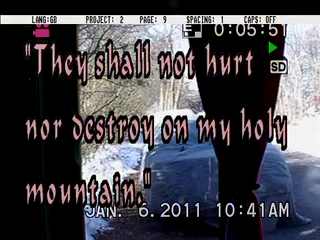 LANG:GB PROJECT: 2 PAGE: 9 SPACING: 1 CAPS: OFF
0:05:51
"They shall not hurt
SD
nor destroy on my holy
mountain."
JAN. 6.2011 10:41AM